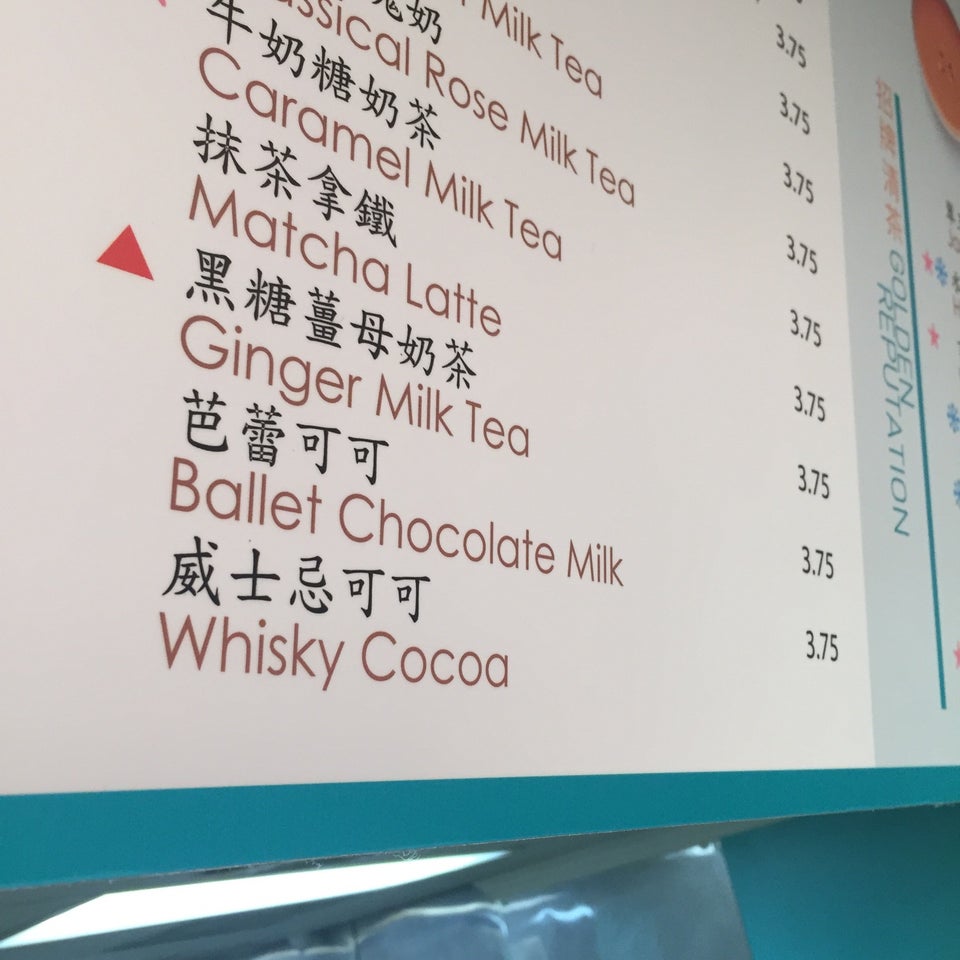 Milk Tea
3.75
Rose Milk Tea
3.75
牛奶糖奶茶
Caramel Milk Tea
3.75
抹茶拿鐵
Matcha Latte
3.75
黑糖薑母奶茶
Ginger Milk Tea
3.75
芭蕾可可
Ballet Chocolate Milk
3.75
威士忌可可
Whisky Cocoa
3.75
3.75
3.75
GOLDEN
REPUTATION